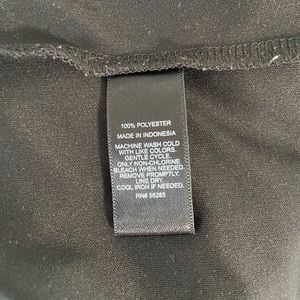 100% POLYESTER
MADE IN INDONESIA
MACHINE WASH COLD
WITH LIKE COLORS.
GENTLE CYCLE.
ONLY NON-CHLORINE
BLEACH WHEN NEEDED.
REMOVE PROMPTLY.
LINE DRY.
COOL IRON IF NEEDED.
RN#